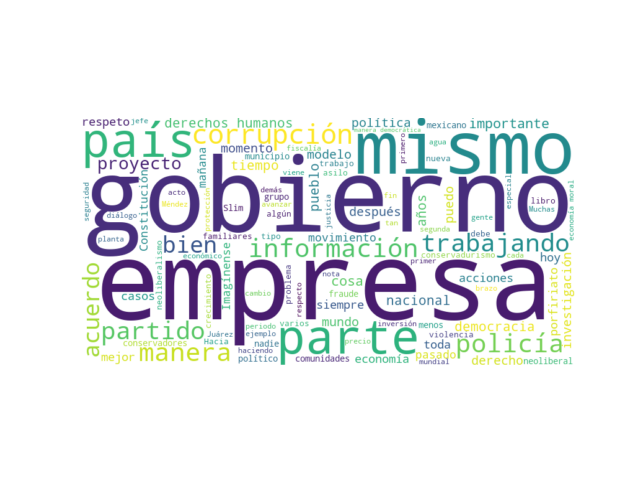 respeto jefe derechos humanos política mexicano importante
manera democrática
país corrupción mismo
fiscalía primero agua nueva
proyecto momento municipio modelo
mañana tiempo viene trabajo asilo pueblo puedo
gobierno
seguridad constitución acto diálogo Méndez planta
protección Slim demás grupo avanzar algún justicia
después años fin tan gente especial libro Muchas economía moral
segunda debe
familiares tipo movimiento
bien información trabajando
neoliberalismo económico Imagínense cosa conservadurismo cada hoy
empresa
acuerdo casos crecimiento cambio problema respecto nota
siempre fraude primer brazo nacional acciones
porfiriato investigación
partido periodo varios mundo inversión menos democracia
Juárez ejemplo violencia
conservadores Hacia nadie precio toda policía
parte
manera haciendo pasado
mejor político comunidades economía mundial derecho neoliberal